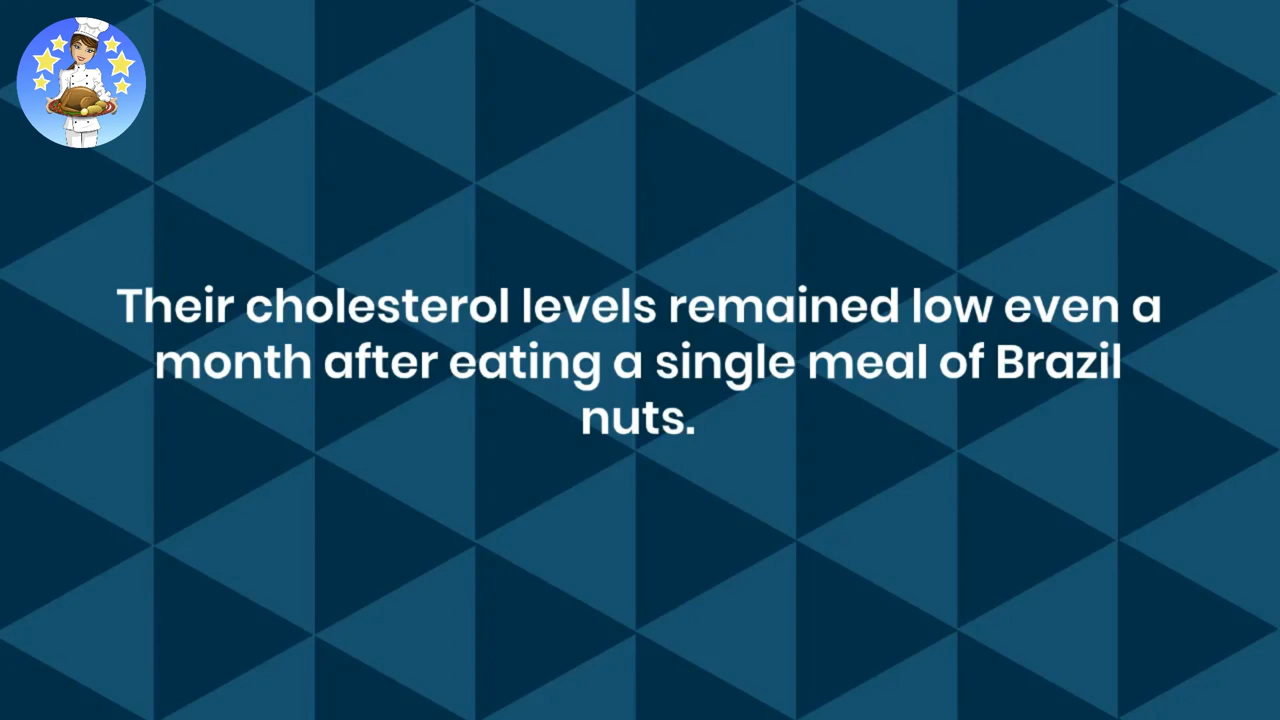 Their cholesterol levels remained low even a
month after eating a single meal of Brazil
nuts.